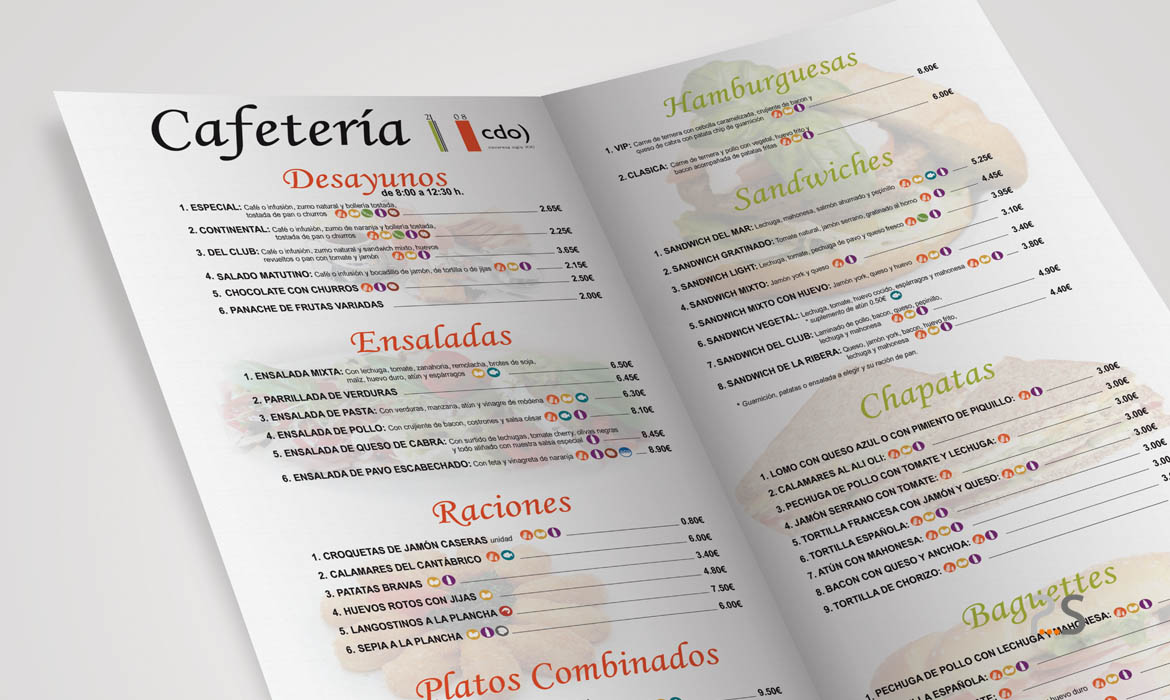 Cafetería
21
0.8
cdo)
Desayunos
de 8:00 a 12:30 h.
1. ESPECIAL: Café o infusión, zumo natural y bollería tostada,
tostada de pan o churros 2.65€
2. CONTINENTAL: Café o infusión, zumo de naranja y bollería tostada,
tostada de pan o churros 2.25€
3. DEL CLUB: Café o infusión, zumo natural y sandwich mixto, huevos
revueltos o pan con tomate y jamón 3.65€
4. SALADO MATUTINO: Café o infusión y bocadillo de jamón, de tortilla o de jijas 2.15€
5. CHOCOLATE CON CHURROS 2.50€
6. PANACHE DE FRUTAS VARIADAS 2.00€
Ensaladas
1. ENSALADA MIXTA: Con lechuga, tomate, zanahoria, remolacha, brotes de soja,
maíz, huevo duro, atún y espárragos 6.50€
2. PARRILLADA DE VERDURAS 6.45€
3. ENSALADA DE PASTA: Con verduras, manzana, atún y vinagre de módena 6.30€
4. ENSALADA DE POLLO: Con crujiente de bacon, costrones y salsa césar 8.10€
5. ENSALADA DE QUESO DE CABRA: Con surtido de lechugas, tomate cherry, olivas negras
y todo aliñado con nuestra salsa especial 8.45€
6. ENSALADA DE PAVO ESCABECHADO: Con feta y vinagreta de naranja 8.90€
Raciones
1. CROQUETAS DE JAMÓN CASERAS unidad 0.80€
2. CALAMARES DEL CANTÁBRICO 6.00€
3. PATATAS BRAVAS 3.40€
4. HUEVOS ROTOS CON JIJAS 4.80€
5. LANGOSTINOS A LA PLANCHA 7.50€
6. SEPIA A LA PLANCHA 6.00€
Platos Combinados
9.50€
Hamburguesas
1. VIP: Carne de ternera con cebolla caramelizada, crujiente de bacon y
queso de cabra con patata chip de guarnición 8.60€
2. CLASICA: Carne de ternera y pollo con vegetal, huevo frito y
bacon acompañada de patatas fritas 6.00€
Sandwiches
1. SANDWICH DEL MAR: Lechuga, mahonesa, salmón ahumado y pepinillo 5.25€
2. SANDWICH GRATINADO: Tomate natural, jamón serrano, gratinado al horno 4.45€
3. SANDWICH LIGHT: Lechuga, tomate, pechuga de pavo y queso fresco 3.95€
4. SANDWICH MIXTO: Jamón york y queso 3.10€
5. SANDWICH MIXTO CON HUEVO: Jamón york, queso y huevo 3.40€
6. SANDWICH VEGETAL: Lechuga, tomate, huevo cocido, espárragos y mahonesa 3.80€
* suplemento de atún 0.50€
7. SANDWICH DEL CLUB: Laminado de pollo, bacon, queso, pepinillo,
lechuga y mahonesa 4.90€
8. SANDWICH DE LA RIBERA: Queso, jamón york, bacon, huevo frito,
lechuga y mahonesa 4.40€
* Guarnición, patatas o ensalada a elegir y su ración de pan.
Chapatas
1. LOMO CON QUESO AZUL O CON PIMIENTO DE PIQUILLO: 3.00€
2. CALAMARES AL ALI OLI: 3.00€
3. PECHUGA DE POLLO CON TOMATE Y LECHUGA: 3.00€
4. JAMÓN SERRANO CON TOMATE: 3.00€
5. TORTILLA FRANCESA CON JAMÓN Y QUESO: 3.00€
6. TORTILLA ESPAÑOLA: 3.00€
7. ATÚN CON MAHONESA:
8. BACON CON QUESO Y ANCHOA:
9. TORTILLA DE CHORIZO:
Baguettes
S
1. PECHUGA DE POLLO CON LECHUGA Y MAHONESA:
ESPAÑOLA:
duro